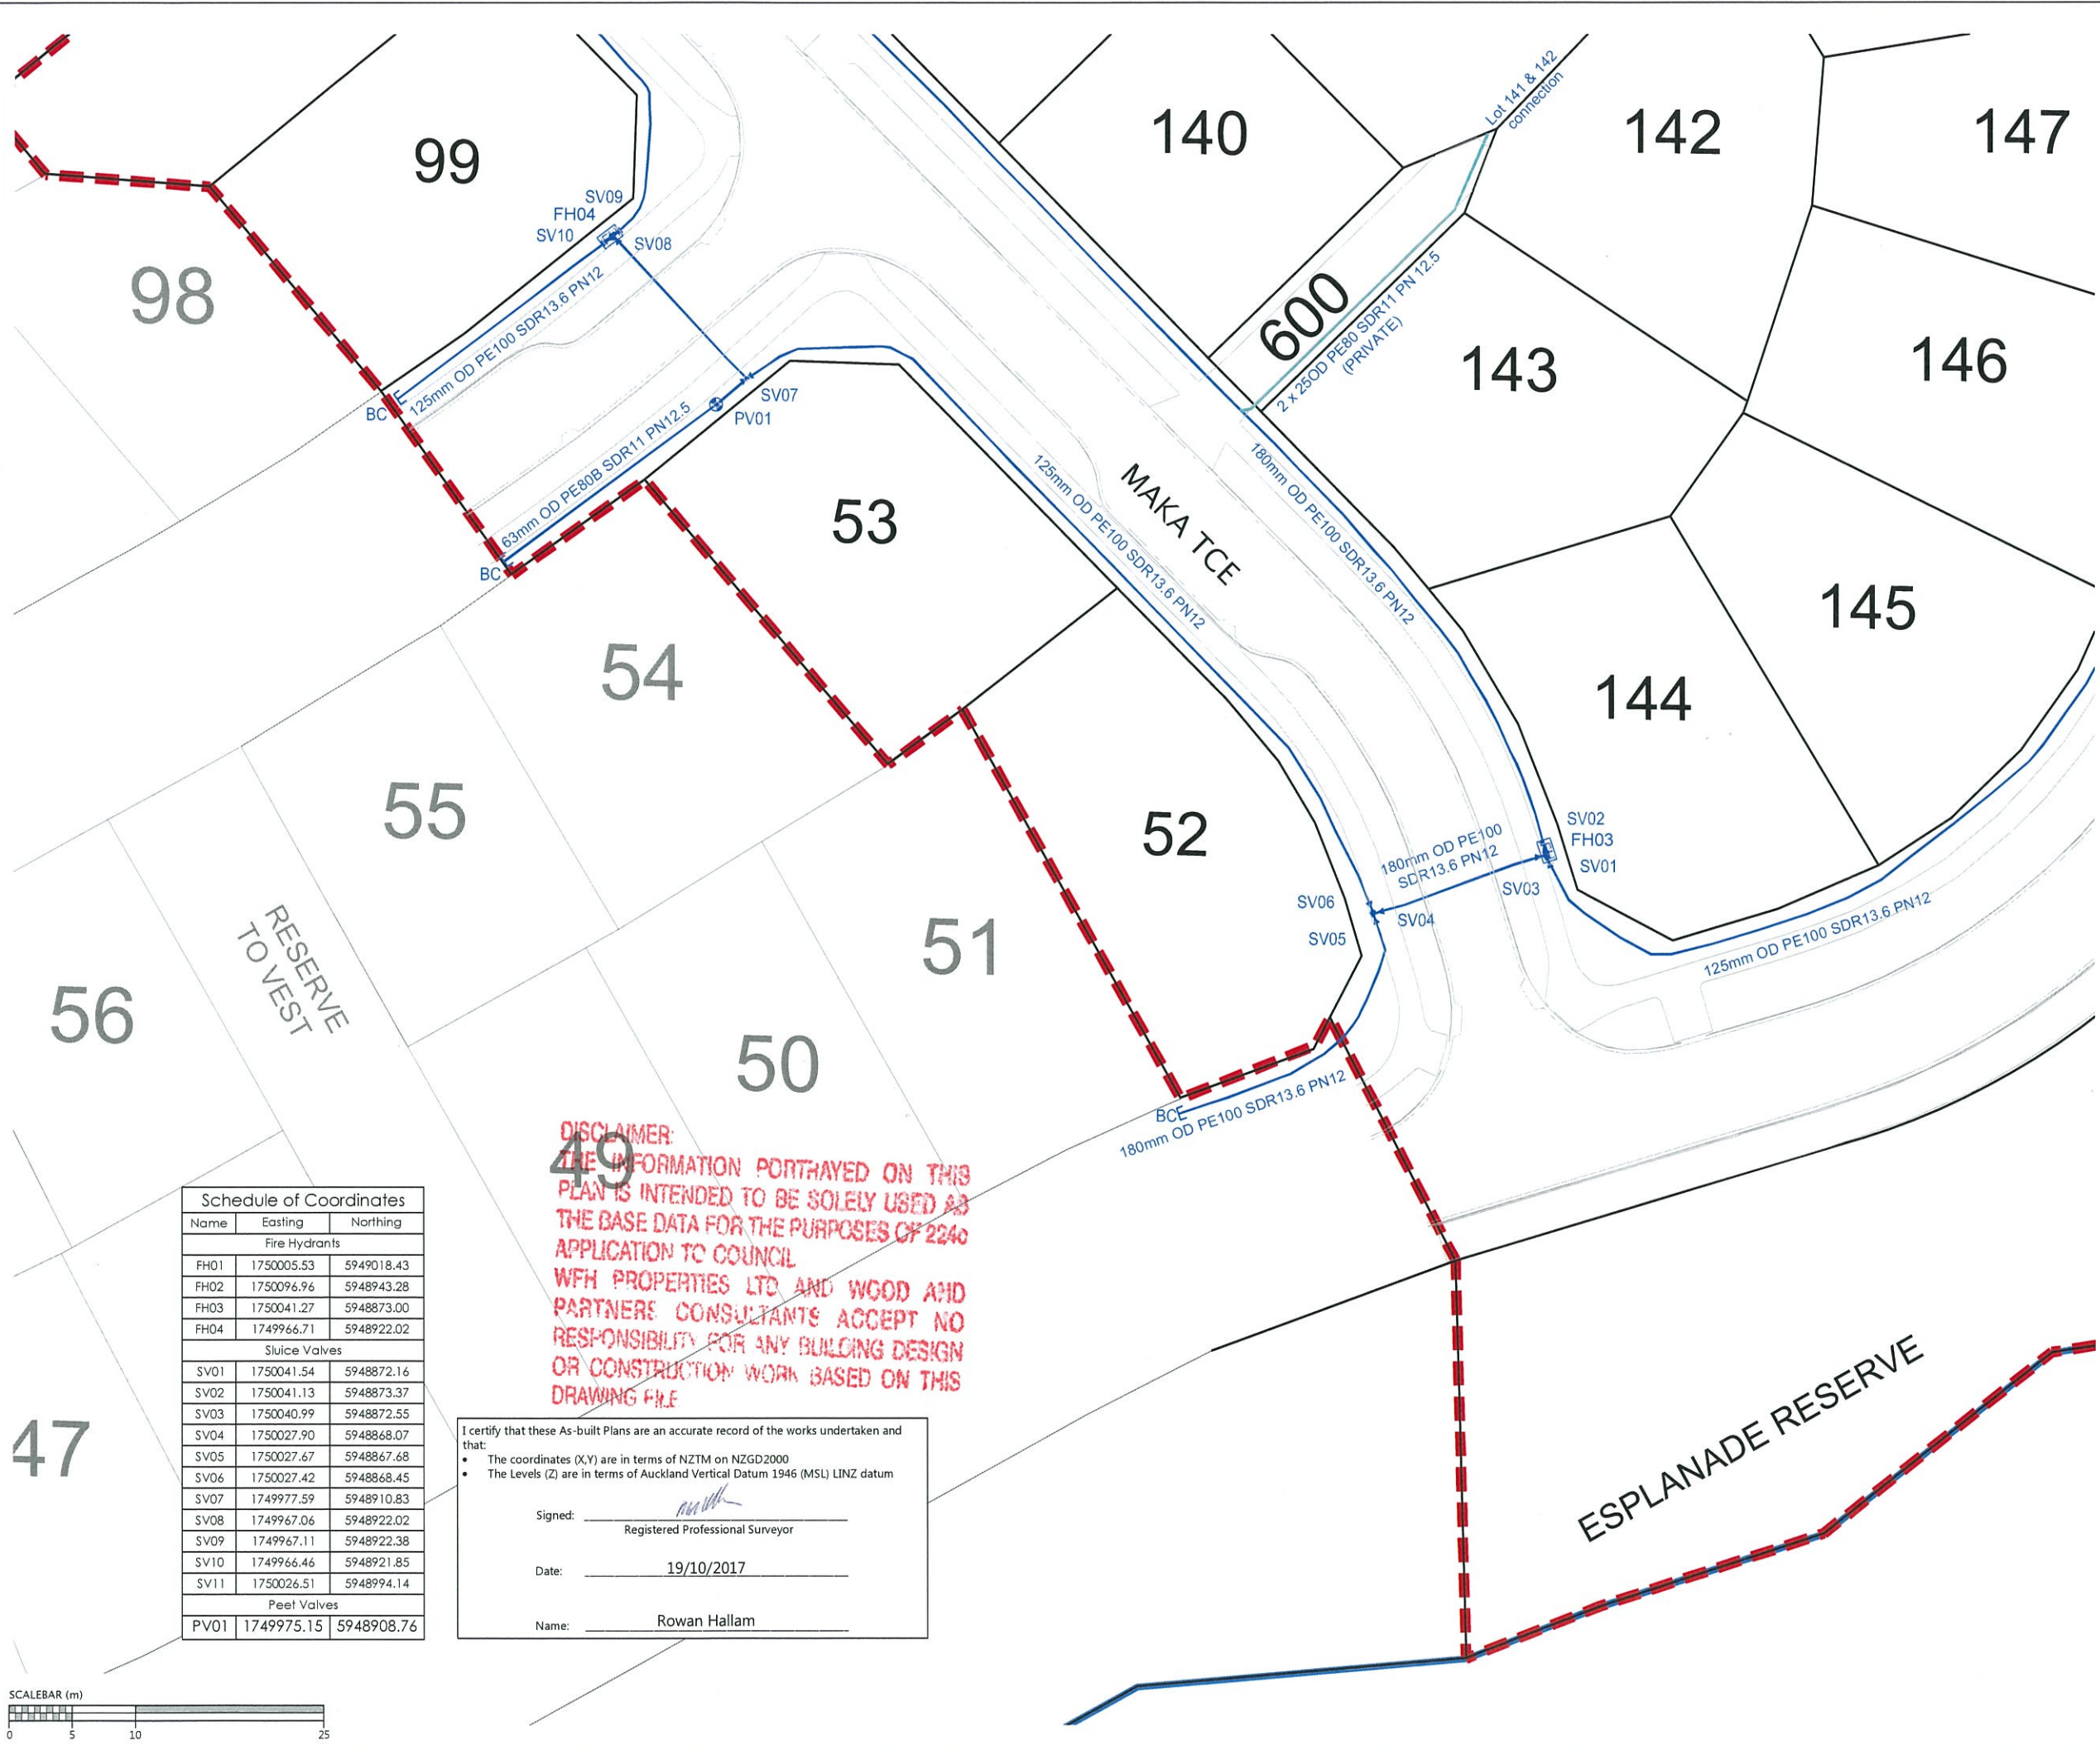 99
98
SV09
FH04
SV10
SV08
125mm OD PE100 SDR13.6 PN12
BC
E
SV07
PV01
63mm OD PE80B SDR11 PN12.5
BC
140
Lot 141 & 142
connection
142
147
600
2 x 25OD PE80 SDR11 PN 12.5
(PRIVATE)
143
146
53
125mm OD PE100 SDR13.6 PN12
MAKA TCE
180mm OD PE100 SDR13.6 PN12
145
144
54
55
52
180mm OD PE100
SDR13.6 PN12
SV02
FH03
SV01
SV03
SV06
SV04
SV05
125mm OD PE100 SDR13.6 PN12
51
RESERVE
TO VEST
56
50
BCE
180mm OD PE100 SDR13.6 PN12
49
DISCLAIMER:
THE INFORMATION PORTRAYED ON THIS
PLAN IS INTENDED TO BE SOLELY USED AS
THE BASE DATA FOR THE PURPOSES OF 224c
APPLICATION TO COUNCIL
WFH PROPERTIES LTD AND WOOD AND
PARTNERS CONSULTANTS ACCEPT NO
RESPONSIBILITY FOR ANY BUILDING DESIGN
OR CONSTRUCTION WORK BASED ON THIS
DRAWING FILE
47
Schedule of Coordinates
Name Easting Northing
Fire Hydrants
FH01 1750005.53 5949018.43
FH02 1750096.96 5948943.28
FH03 1750041.27 5948873.00
FH04 1749966.71 5948922.02
Sluice Valves
SV01 1750041.54 5948872.16
SV02 1750041.13 5948873.37
SV03 1750040.99 5948872.55
SV04 1750027.90 5948868.07
SV05 1750027.67 5948867.68
SV06 1750027.42 5948868.45
SV07 1749977.59 5948910.83
SV08 1749967.06 5948922.02
SV09 1749967.11 5948922.38
SV10 1749966.46 5948921.85
SV11 1750026.51 5948994.14
Peet Valves
PV01 1749975.15 5948908.76
I certify that these As-built Plans are an accurate record of the works undertaken and
that:
• The coordinates (X,Y) are in terms of NZTM on NZGD2000
• The Levels (Z) are in terms of Auckland Vertical Datum 1946 (MSL) LINZ datum
Signed:
Registered Professional Surveyor
Date: 19/10/2017
Name: Rowan Hallam
ESPLANADE RESERVE
SCALEBAR (m)
0 5 10 25